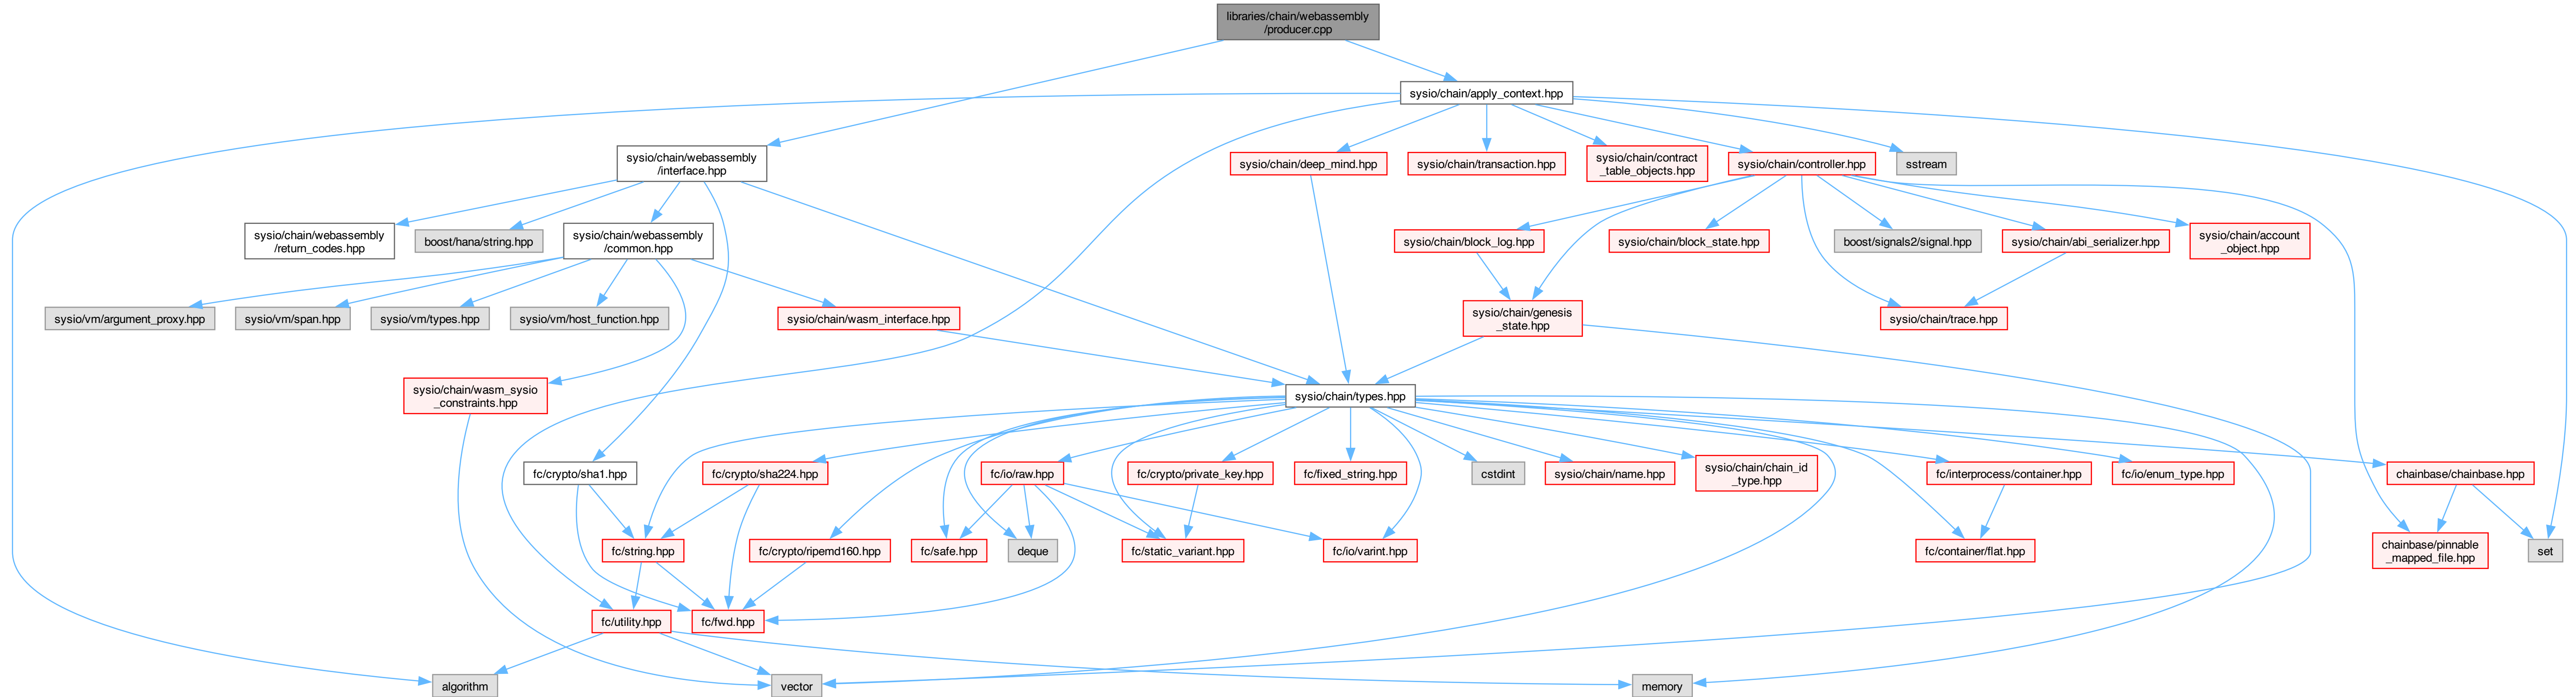 libraries/chain/webassembly
/producer.cpp
sysio/chain/apply_context.hpp
sysio/chain/webassembly
/interface.hpp
sysio/chain/deep_mind.hpp
sysio/chain/transaction.hpp
sysio/chain/contract
_table_objects.hpp
sysio/chain/controller.hpp
sstream
sysio/chain/webassembly
/return_codes.hpp
boost/hana/string.hpp
sysio/chain/webassembly
/common.hpp
sysio/chain/block_log.hpp
sysio/chain/block_state.hpp
boost/signals2/signal.hpp
sysio/chain/abi_serializer.hpp
sysio/chain/account
_object.hpp
sysio/vm/argument_proxy.hpp
sysio/vm/span.hpp
sysio/vm/types.hpp
sysio/vm/host_function.hpp
sysio/chain/wasm_interface.hpp
sysio/chain/genesis
_state.hpp
sysio/chain/trace.hpp
sysio/chain/wasm_sysio
_constraints.hpp
sysio/chain/types.hpp
fc/crypto/sha1.hpp
fc/crypto/sha224.hpp
fc/io/raw.hpp
fc/crypto/private_key.hpp
fc/fixed_string.hpp
cstdint
sysio/chain/name.hpp
sysio/chain/chain_id
_type.hpp
fc/interprocess/container.hpp
fc/io/enum_type.hpp
chainbase/chainbase.hpp
fc/string.hpp
fc/crypto/ripemd160.hpp
fc/safe.hpp
deque
fc/static_variant.hpp
fc/io/varint.hpp
fc/container/flat.hpp
chainbase/pinnable
_mapped_file.hpp
set
fc/utility.hpp
fc/fwd.hpp
algorithm
vector
memory